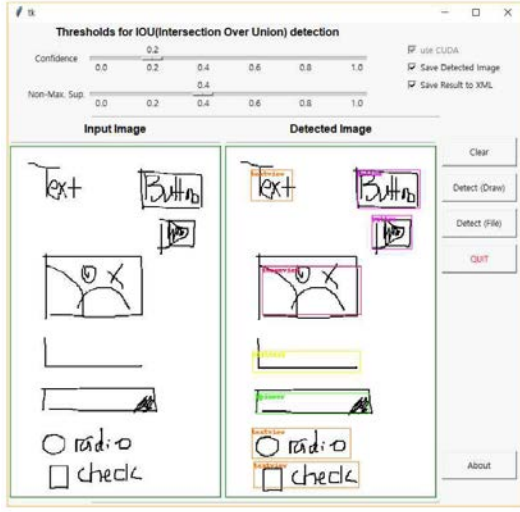 tk
Thresholds for IOU(Intersection Over Union) detection
Confidence
0.2
0.0 0.2 0.4 0.6 0.8 1.0
Non-Max. Sup.
0.4
0.0 0.2 0.4 0.6 0.8 1.0
use CUDA
Save Detected Image
Save Result to XML
Input Image
Detected Image
Text
Button
radio
check
textview
Text
Button
textview
radio
textview
check
Clear
Detect (Draw)
Detect (File)
QUIT
About